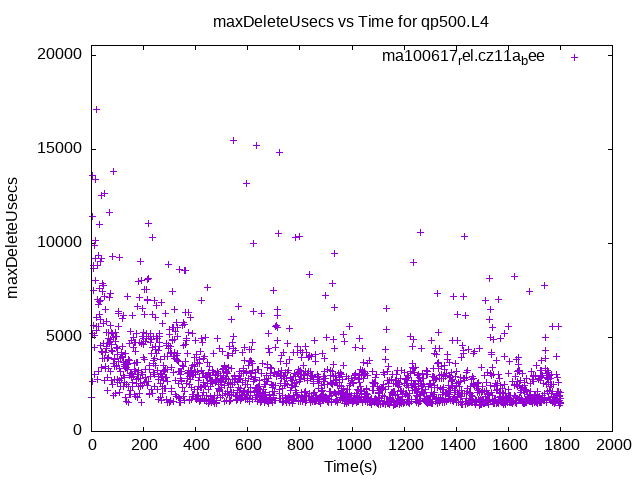 maxDeleteUsecs vs Time for qp500.L4
ma100617rel.cz11abee
20000
15000
10000
5000
0
maxDeleteUsecs
0 200 400 600 800 1000 1200 1400 1600 1800 2000
Time(s)